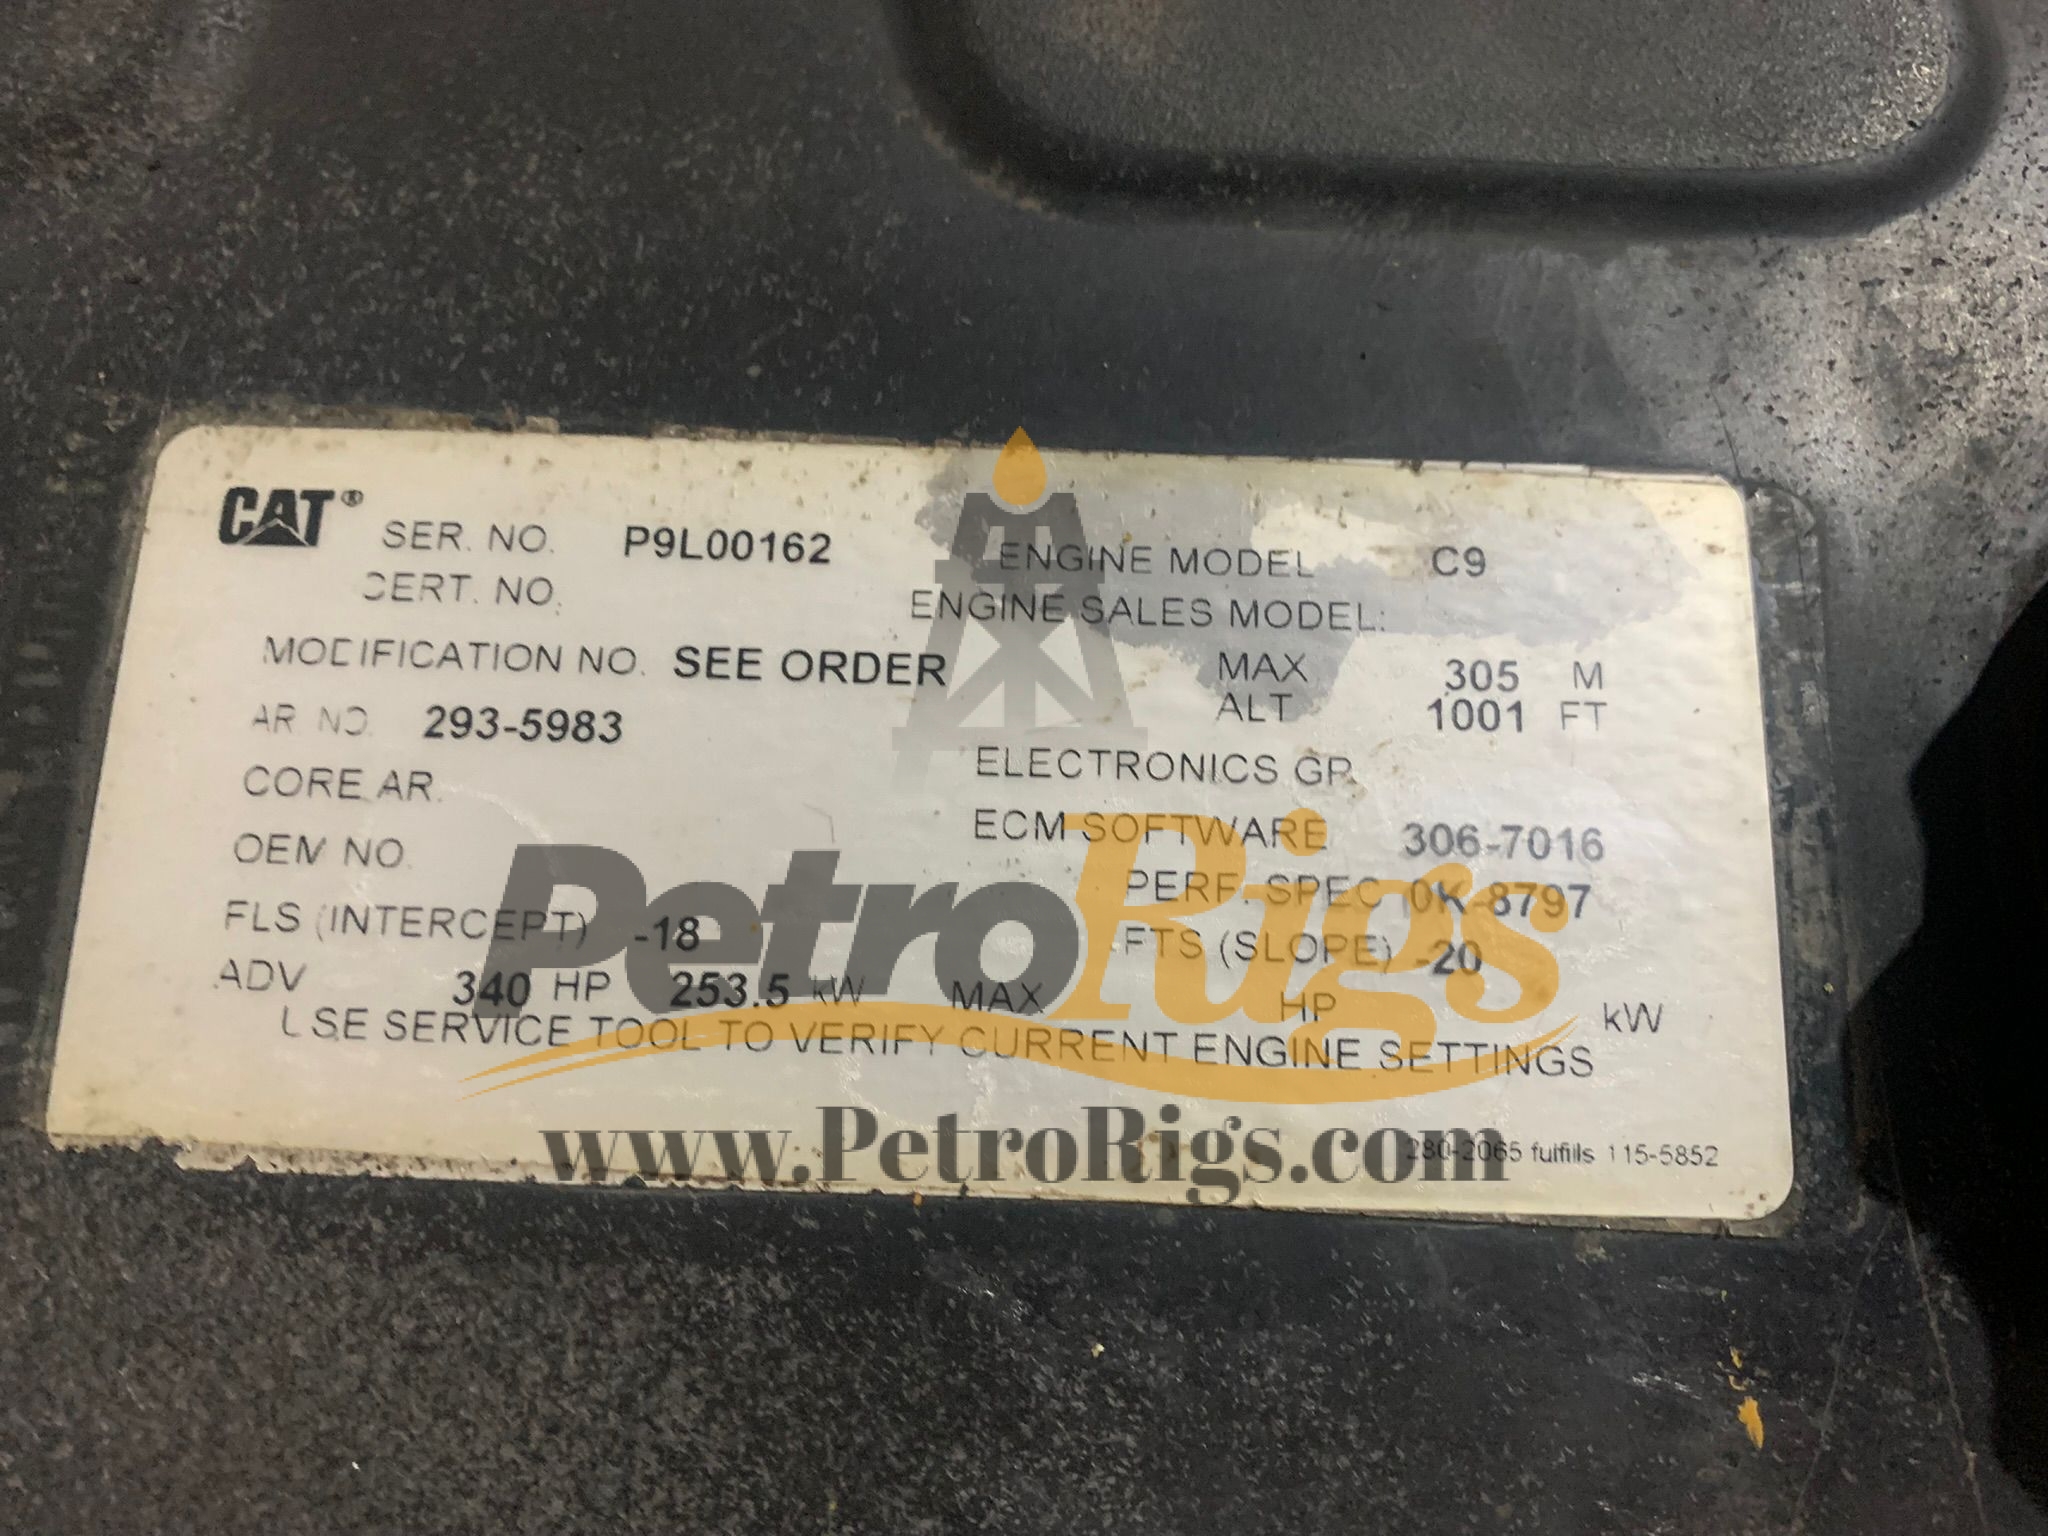 CAT® SER. NO. P9L00162 ENGINE MODEL C9
CERT. NO. ENGINE SALES MODEL:
MODIFICATION NO. SEE ORDER MAX 305 M
ALT 1001 FT
AR NO. 293-5983
CORE AR. ELECTRONICS GP.
OEM NO. ECM SOFTWARE 306-7016
PERF. SPEC 0K-8797
FLS (INTERCEPT) -18 FTS (SLOPE) -20
ADV 340 HP 253.5 kW MAX HP kW
USE SERVICE TOOL TO VERIFY CURRENT ENGINE SETTINGS
280-2065 fulfills 115-5852
PetroRigs
www.PetroRigs.com